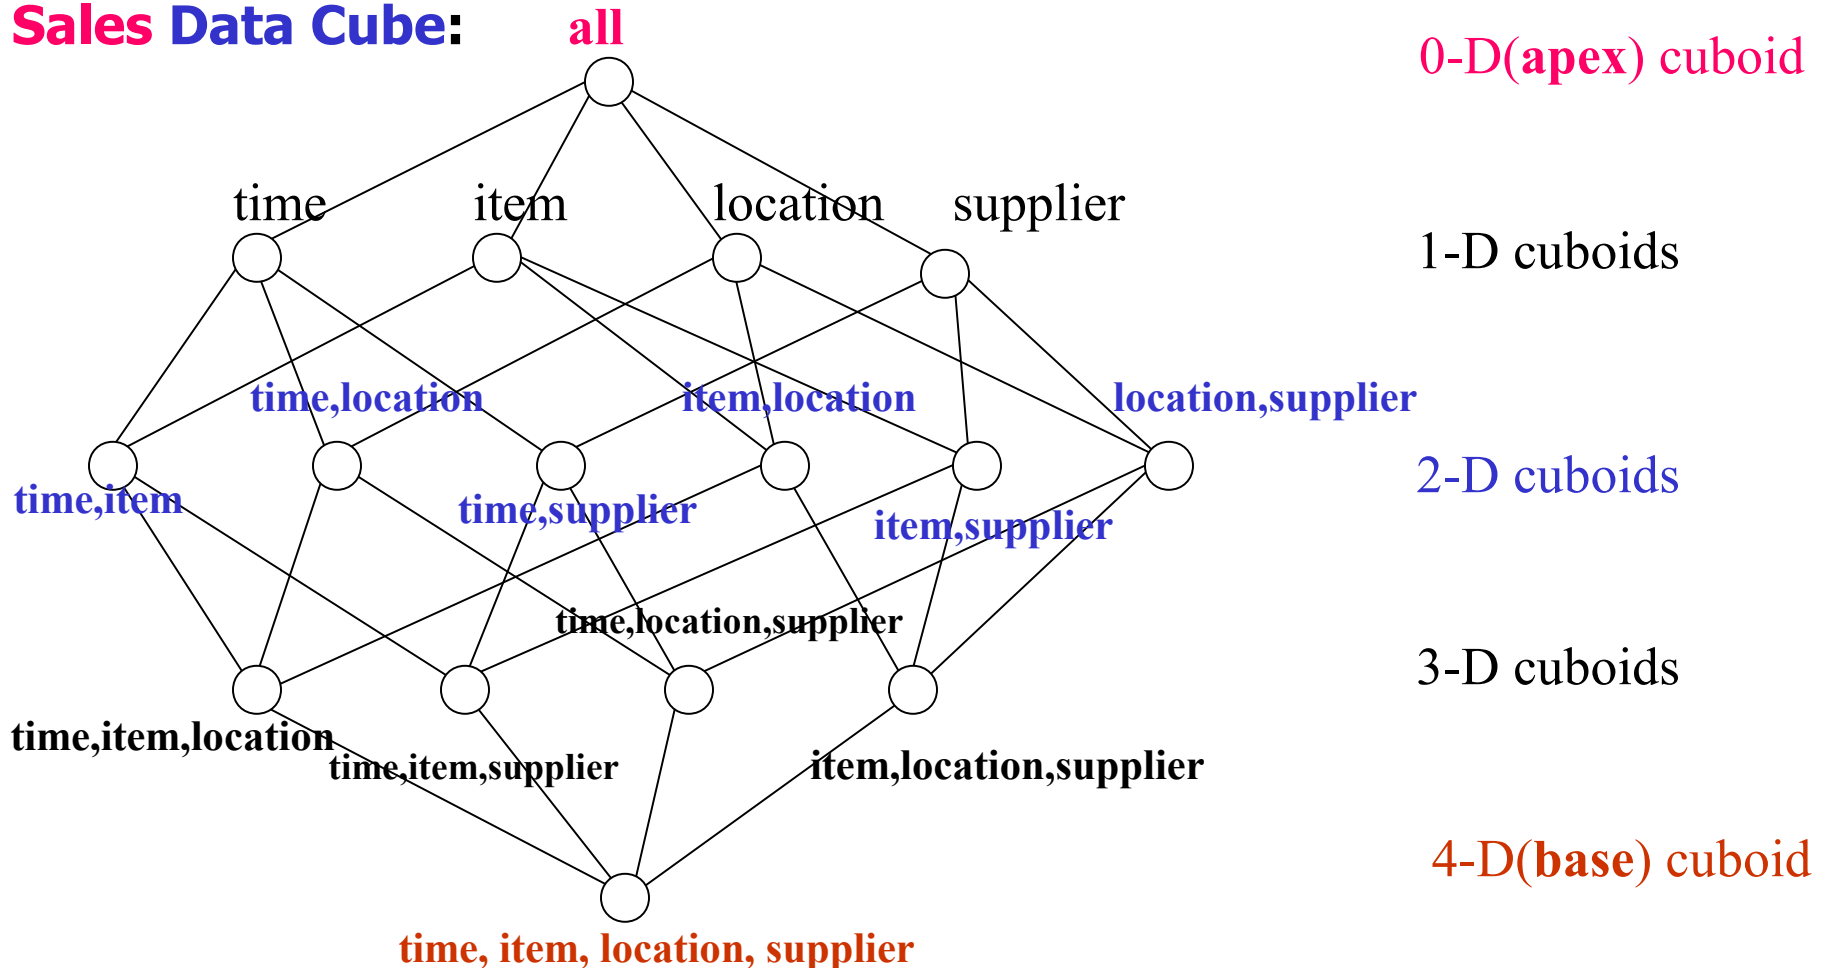 Sales Data Cube:
all
0-D(apex) cuboid
time
item
location
supplier
1-D cuboids
time,location
item,location
location,supplier
2-D cuboids
time,item
time,supplier
item,supplier
time,location,supplier
3-D cuboids
time,item,location
time,item,supplier
item,location,supplier
4-D(base) cuboid
time, item, location, supplier